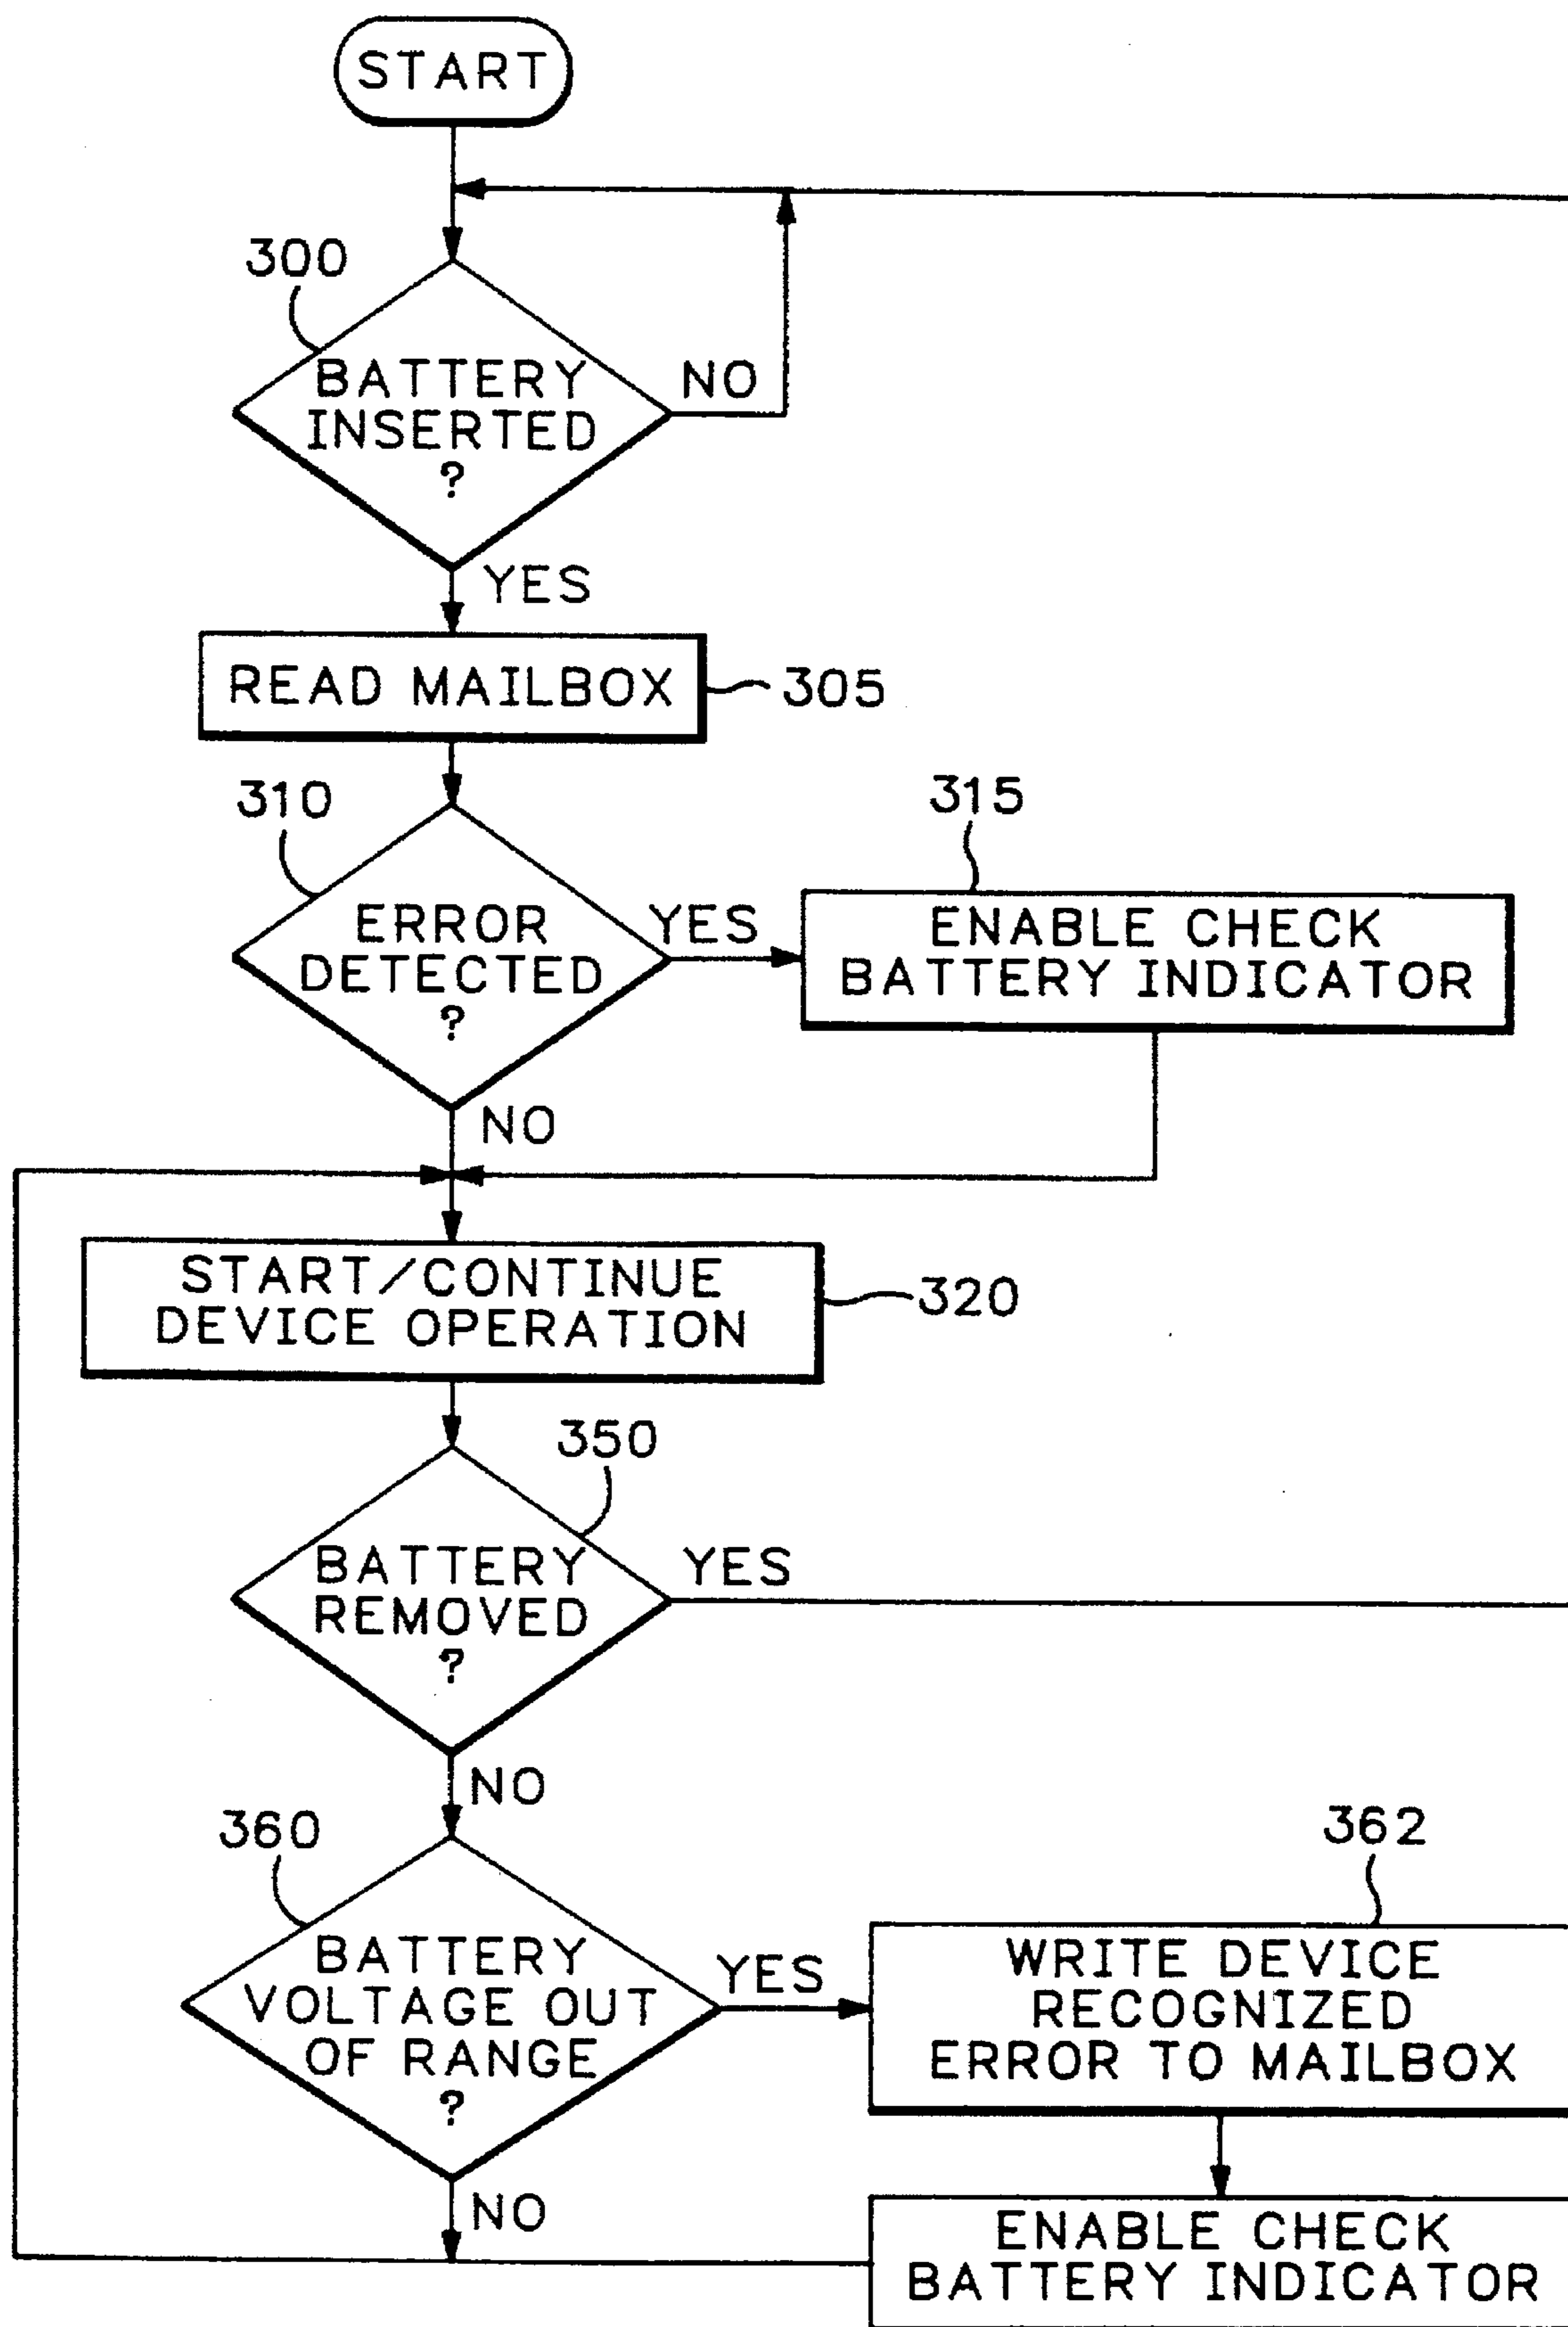 START
300
BATTERY
INSERTED
?
NO
YES
READ MAILBOX
305
310
ERROR
DETECTED
?
YES
315
ENABLE CHECK
BATTERY INDICATOR
NO
START/CONTINUE
DEVICE OPERATION
320
350
BATTERY
REMOVED
?
YES
NO
360
BATTERY
VOLTAGE OUT
OF RANGE
?
YES
362
WRITE DEVICE
RECOGNIZED
ERROR TO MAILBOX
NO
ENABLE CHECK
BATTERY INDICATOR